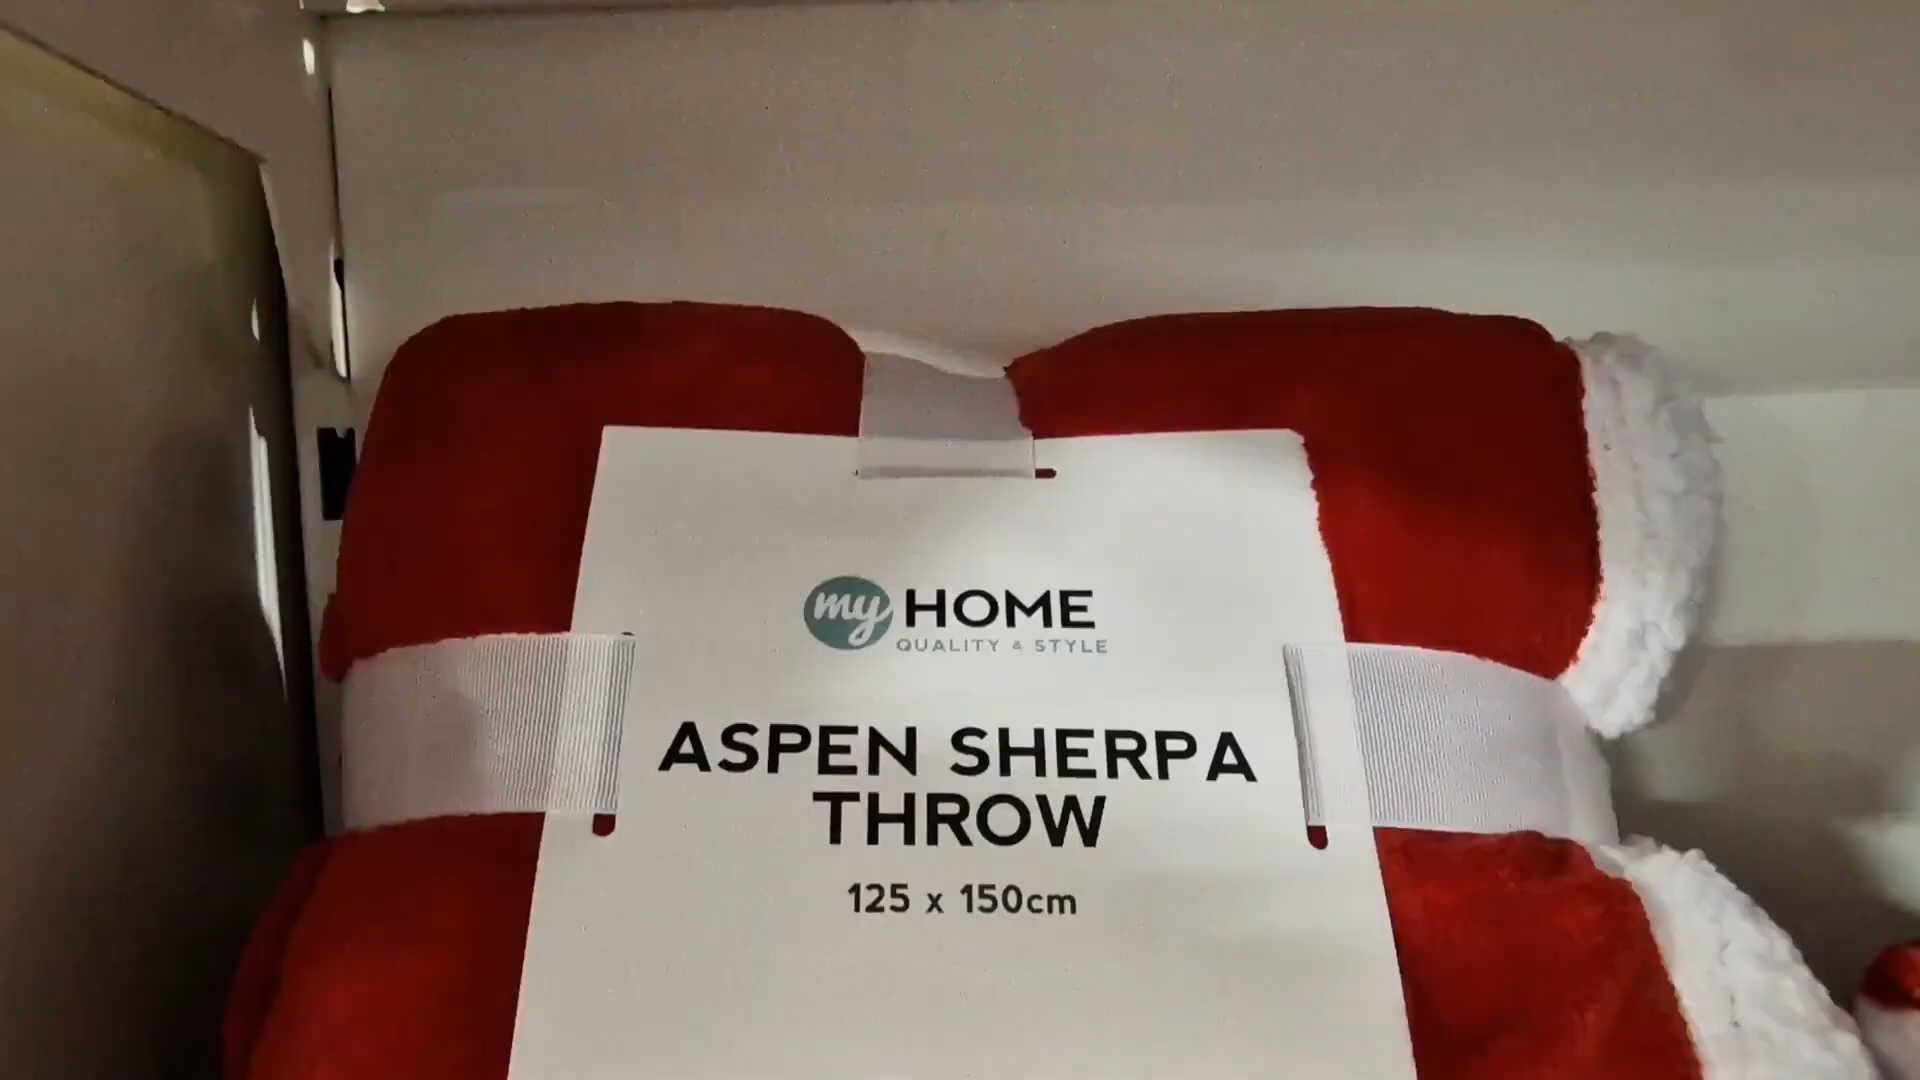 my HOME
QUALITY & STYLE
ASPEN SHERPA
THROW
125 x 150cm